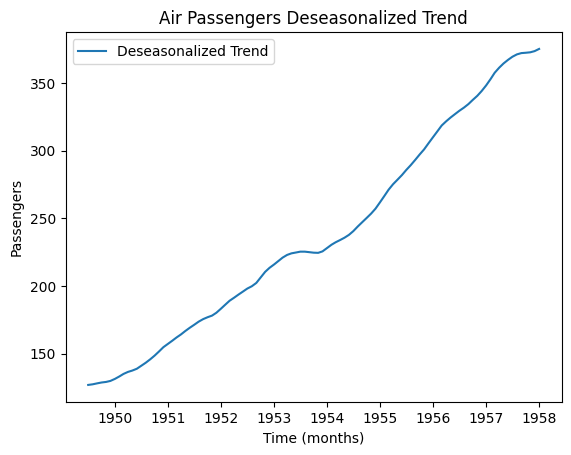 Air Passengers Deseasonalized Trend
Deseasonalized Trend
Passengers
350
300
250
200
150
1950 1951 1952 1953 1954 1955 1956 1957 1958
Time (months)